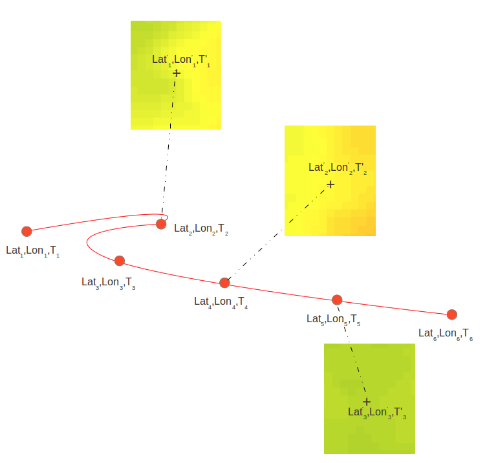 Lat'₁,Lon'₁,T'₁
Lat'₂,Lon'₂,T'₂
Lat₂,Lon₂,T₂
Lat₁,Lon₁,T₁
Lat₃,Lon₃,T₃
Lat₄,Lon₄,T₄
Lat₅,Lon₅,T₅
Lat₆,Lon₆,T₆
Lat'₃,Lon'₃,T'₃